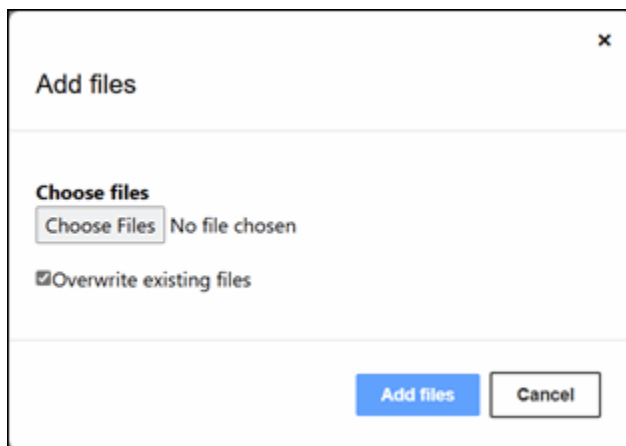 ×
Add files
Choose files
Choose Files No file chosen
Overwrite existing files
Add files Cancel